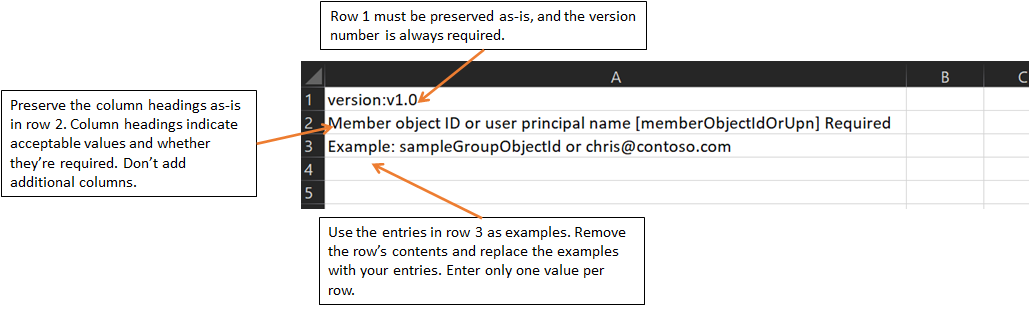 Row 1 must be preserved as-is, and the version
number is always required.
Preserve the column headings as-is
in row 2. Column headings indicate
acceptable values and whether
they're required. Don't add
additional columns.
A B C
1 version:v1.0
2 Member object ID or user principal name [memberObjectIdOrUpn] Required
3 Example: sampleGroupObjectId or chris@contoso.com
4
5
Use the entries in row 3 as examples. Remove
the row's contents and replace the examples
with your entries. Enter only one value per
row.